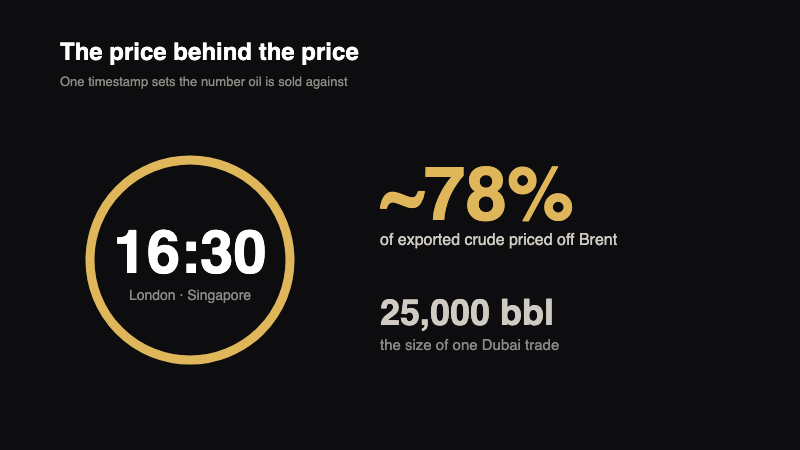 The price behind the price
One timestamp sets the number oil is sold against
16:30
London · Singapore
~78%
of exported crude priced off Brent
25,000 bbl
the size of one Dubai trade